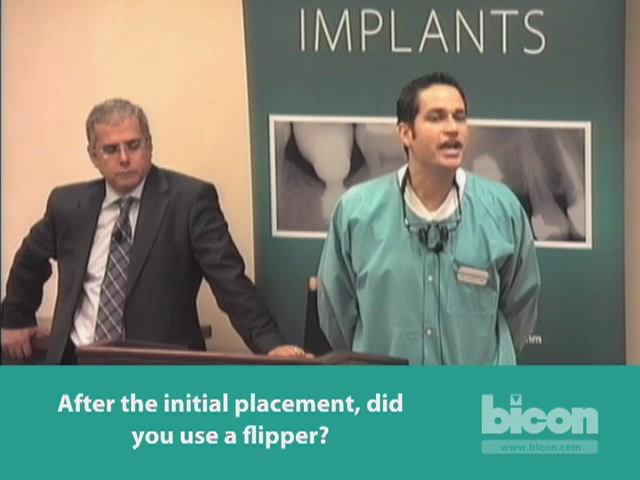 IMPLANTS
After the initial placement, did
you use a flipper?
bicon
www.bicon.com